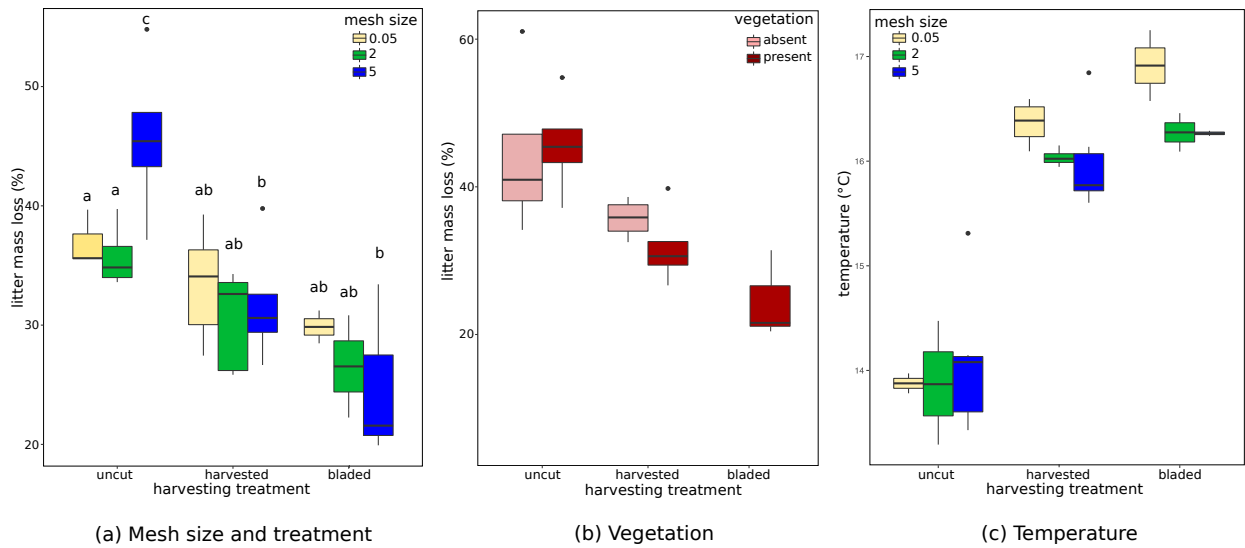 c
mesh size
0.05
2
5
50
40
30
20
a
a
ab
ab
b
ab
ab
b
litter mass loss (%)
uncut
harvested
bladed
harvesting treatment
(a) Mesh size and treatment
vegetation
absent
present
60
40
20
litter mass loss (%)
uncut
harvested
bladed
harvesting treatment
(b) Vegetation
mesh size
0.05
2
5
17
16
15
14
temperature (°C)
uncut
harvested
bladed
harvesting treatment
(c) Temperature